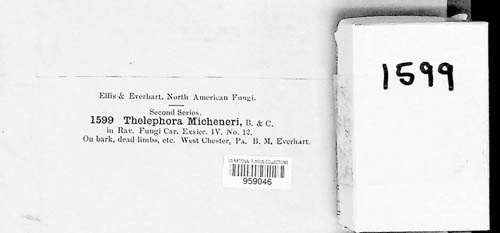 Ellis & Everhart, North American Fungi.
Second Series.
1599 Thelephora Micheneri, B. & C.
in Rav. Fungi Car. Exsicc. IV. No. 12.
On bark, dead limbs, etc. West Chester, Pa. B. M. Everhart.
US NATIONAL FUNGUS COLLECTIONS
959046
1599